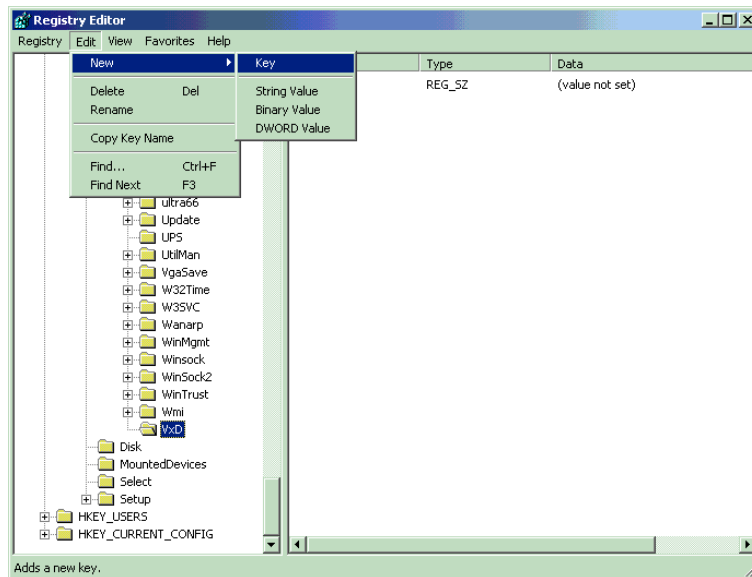 Registry Editor
Registry Edit View Favorites Help
New
Delete Del
Rename
Copy Key Name
Find... Ctrl+F
Find Next F3
Key
String Value
Binary Value
DWORD Value
Type Data
REG_SZ (value not set)
ultra66
Update
UPS
UtilMan
VgaSave
W32Time
W3SVC
Wanarp
WinMgmt
Winsock
WinSock2
WinTrust
Wmi
VxD
Disk
MountedDevices
Select
Setup
HKEY_USERS
HKEY_CURRENT_CONFIG
Adds a new key.